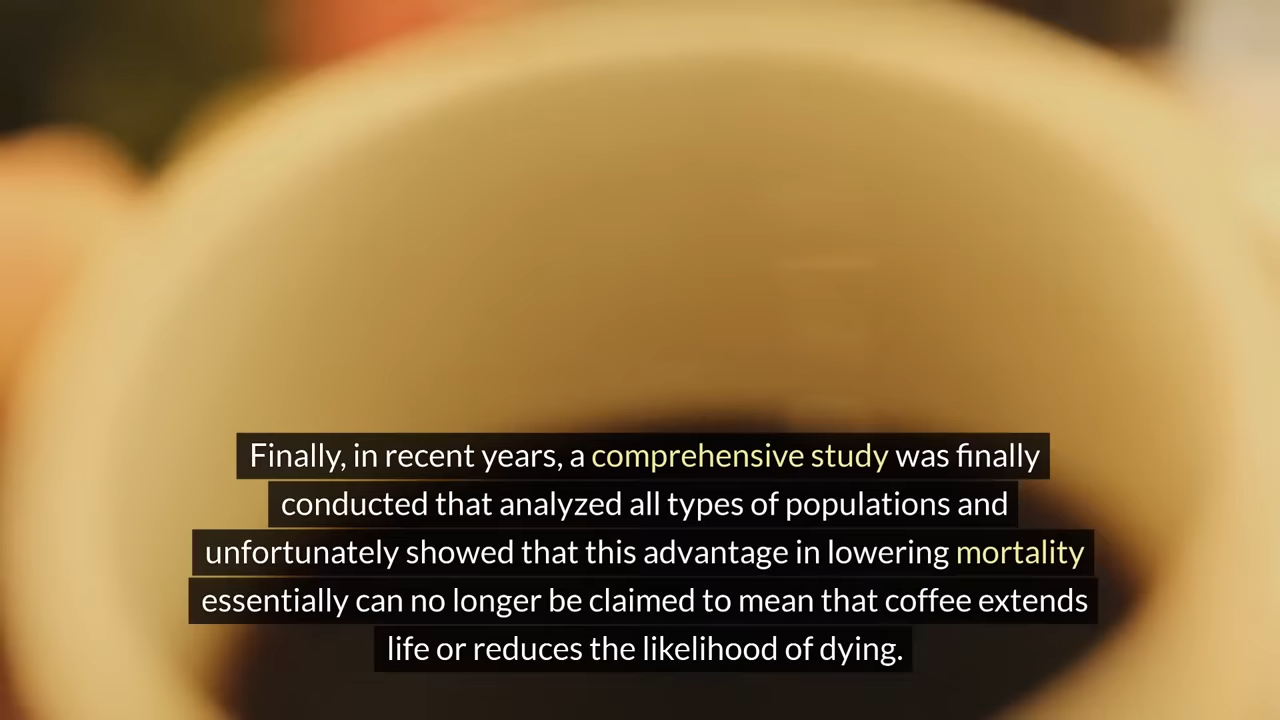 Finally, in recent years, a comprehensive study was finally
conducted that analyzed all types of populations and
unfortunately showed that this advantage in lowering mortality
essentially can no longer be claimed to mean that coffee extends
life or reduces the likelihood of dying.